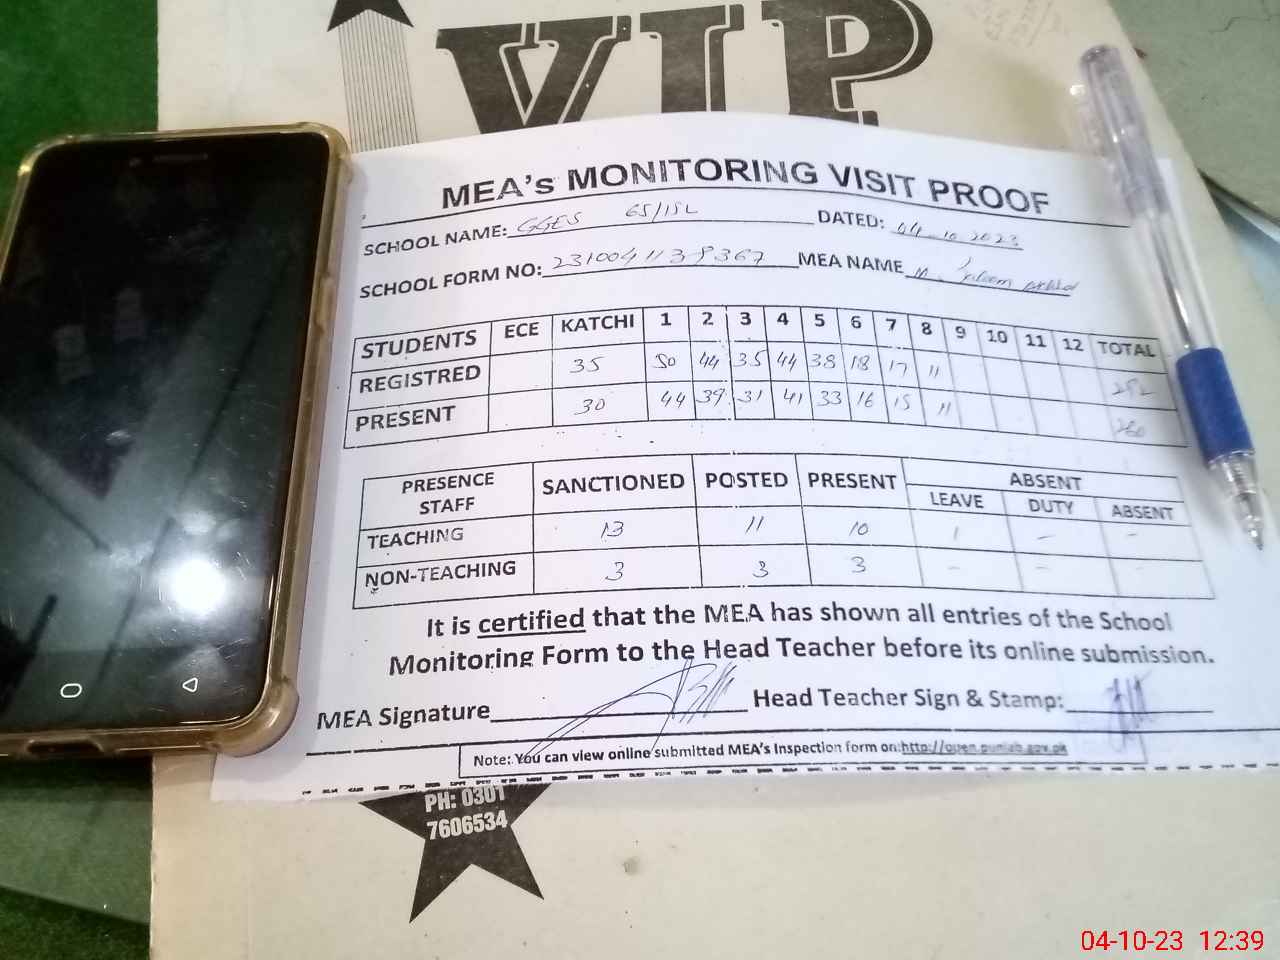 VIP
MEA's MONITORING VISIT PROOF
SCHOOL NAME: GGES 65/15L DATED: 04-10-2023
SCHOOL FORM NO: 231004113 367 MEA NAME M.
STUDENTS ECE KATCHI 1 2 3 4 5 6 7 8 9 10 11 12 TOTAL
REGISTRED 35 50 44 35 44 38 18 17 11 292
PRESENT 30 44 39 31 41 33 16 15 11 260
PRESENCE STAFF SANCTIONED POSTED PRESENT ABSENT
LEAVE DUTY ABSENT
TEACHING 13 11 10 1 - -
NON-TEACHING 3 3 3 - - -
It is certified that the MEA has shown all entries of the School
Monitoring Form to the Head Teacher before its online submission.
MEA Signature Head Teacher Sign & Stamp:
Note: You can view online submitted MEA's Inspection form on:http://open.punjab.gov.pk
PH: 0301
7606534
04-10-23 12:39